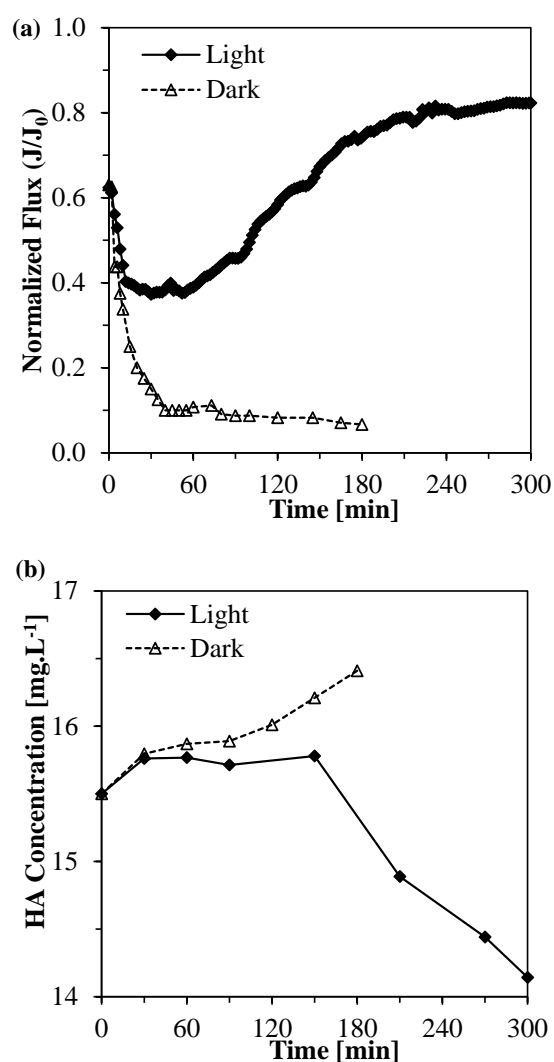 (a)
1.0
0.8
0.6
0.4
0.2
0.0
Normalized Flux (J/J₀)
Light
Dark
0 60 120 180 240 300
Time [min]
(b)
17
16
15
14
HA Concentration [mg.L⁻¹]
Light
Dark
0 60 120 180 240 300
Time [min]